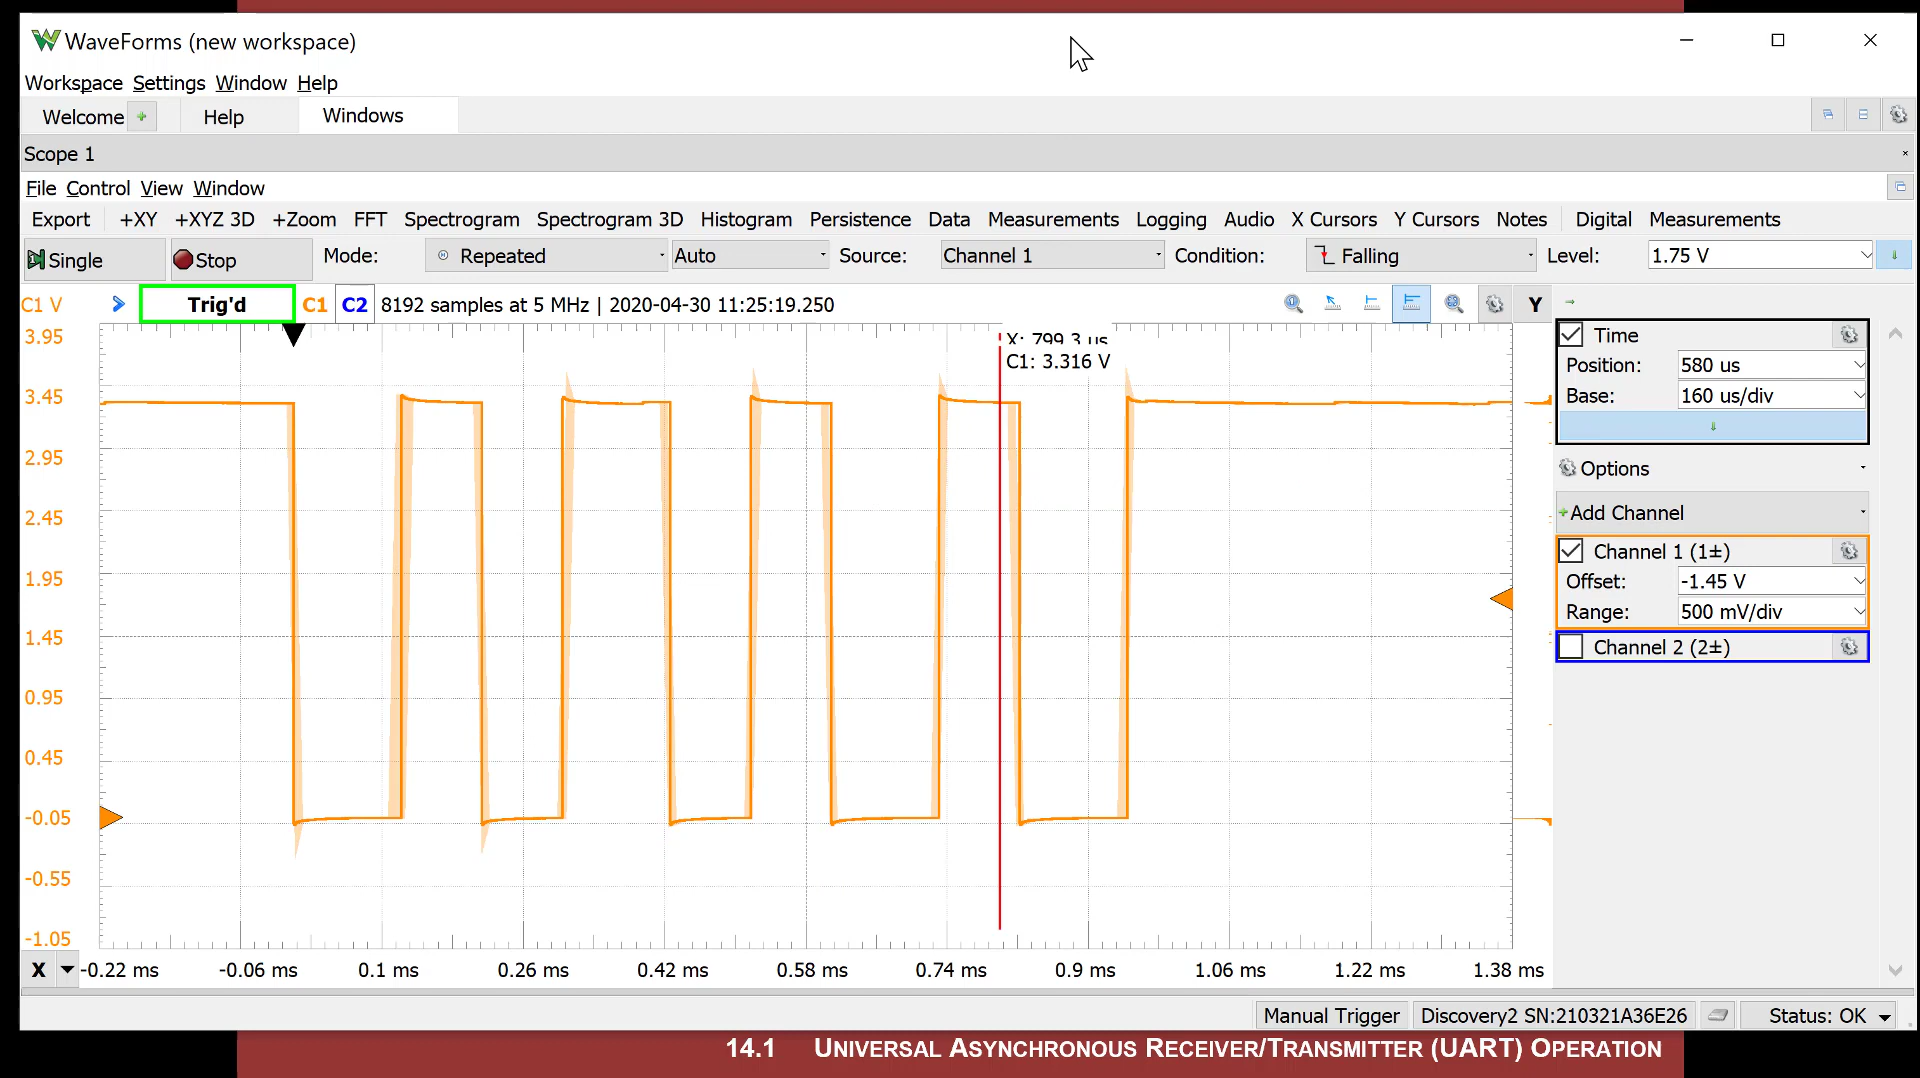 WaveForms (new workspace)
Workspace Settings Window Help
Welcome Help Windows
Scope 1
File Control View Window
Export +XY +XYZ 3D +Zoom FFT Spectrogram Spectrogram 3D Histogram Persistence Data Measurements Logging Audio X Cursors Y Cursors Notes Digital Measurements
Single Stop Mode: Repeated Auto Source: Channel 1 Condition: Falling Level: 1.75 V
C1 V Trig'd C1 C2 8192 samples at 5 MHz | 2020-04-30 11:25:19.250 Y
X: 799.3 us
C1: 3.316 V
3.95
3.45
2.95
2.45
1.95
1.45
0.95
0.45
-0.05
-0.55
-1.05
X -0.22 ms -0.06 ms 0.1 ms 0.26 ms 0.42 ms 0.58 ms 0.74 ms 0.9 ms 1.06 ms 1.22 ms 1.38 ms
Time
Position: 580 us
Base: 160 us/div
Options
Add Channel
Channel 1 (1±)
Offset: -1.45 V
Range: 500 mV/div
Channel 2 (2±)
Manual Trigger Discovery2 SN:210321A36E26 Status: OK
14.1 UNIVERSAL ASYNCHRONOUS RECEIVER/TRANSMITTER (UART) OPERATION